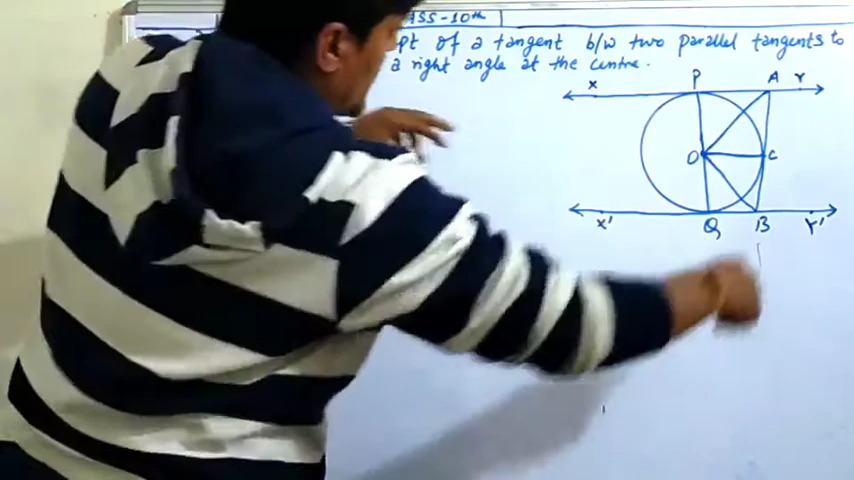 ASS-10th
pt of a tangent b/w two parallel tangents to
a right angle at the centre.
X P A Y
O C
X' Q B Y'